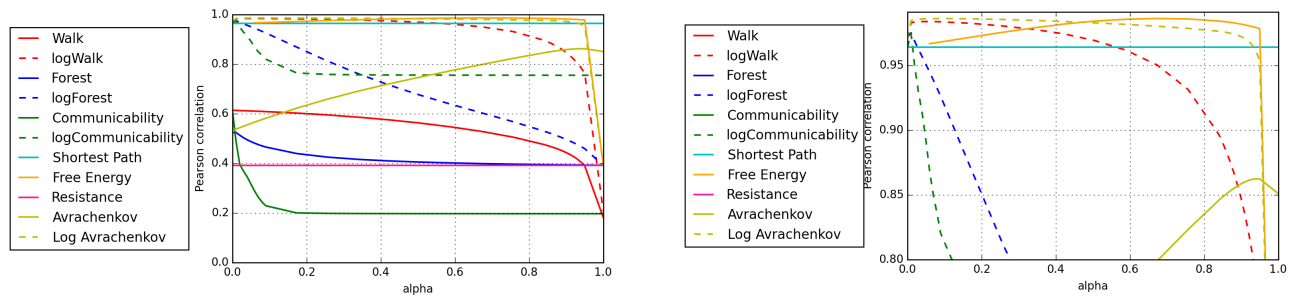 Walk
logWalk
Forest
logForest
Communicability
logCommunicability
Shortest Path
Free Energy
Resistance
Avrachenkov
Log Avrachenkov
Pearson correlation
1.0
0.8
0.6
0.4
0.2
0.0
0.0 0.2 0.4 0.6 0.8 1.0
alpha
Walk
logWalk
Forest
logForest
Communicability
logCommunicability
Shortest Path
Free Energy
Resistance
Avrachenkov
Log Avrachenkov
Pearson correlation
0.95
0.90
0.85
0.80
0.0 0.2 0.4 0.6 0.8 1.0
alpha